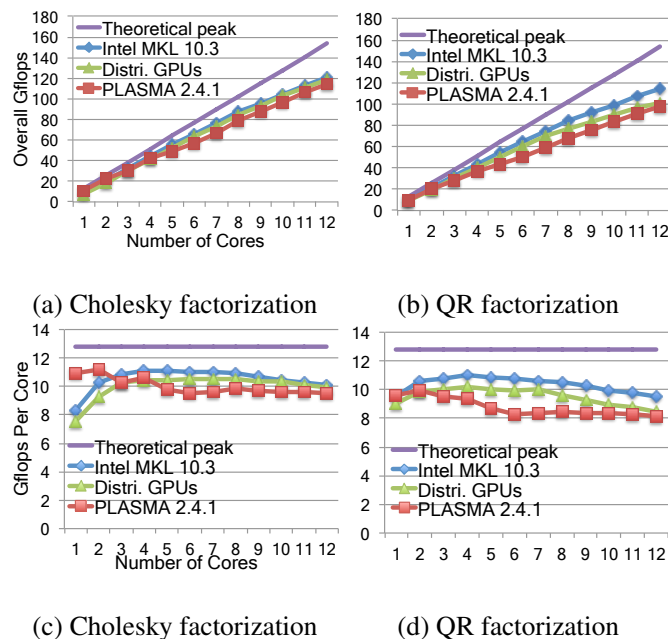 180
160
140
120
100
80
60
40
20
0
Overall Gflops
Theoretical peak
Intel MKL 10.3
Distri. GPUs
PLASMA 2.4.1
1 2 3 4 5 6 7 8 9 10 11 12
Number of Cores
(a) Cholesky factorization
180
160
140
120
100
80
60
40
20
0
Theoretical peak
Intel MKL 10.3
Distri. GPUs
PLASMA 2.4.1
1 2 3 4 5 6 7 8 9 10 11 12
(b) QR factorization
14
12
10
8
6
4
2
0
Gflops Per Core
Theoretical peak
Intel MKL 10.3
Distri. GPUs
PLASMA 2.4.1
1 2 3 4 5 6 7 8 9 10 11 12
Number of Cores
(c) Cholesky factorization
14
12
10
8
6
4
2
0
Theoretical peak
Intel MKL 10.3
Distri. GPUs
PLASMA 2.4.1
1 2 3 4 5 6 7 8 9 10 11 12
(d) QR factorization